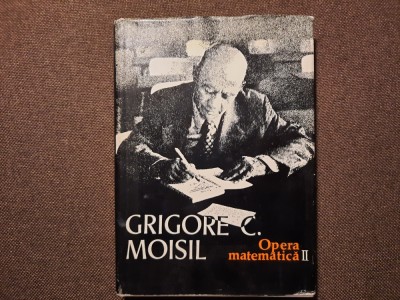 GRIGORE C.
MOISIL
Opera
matematică II